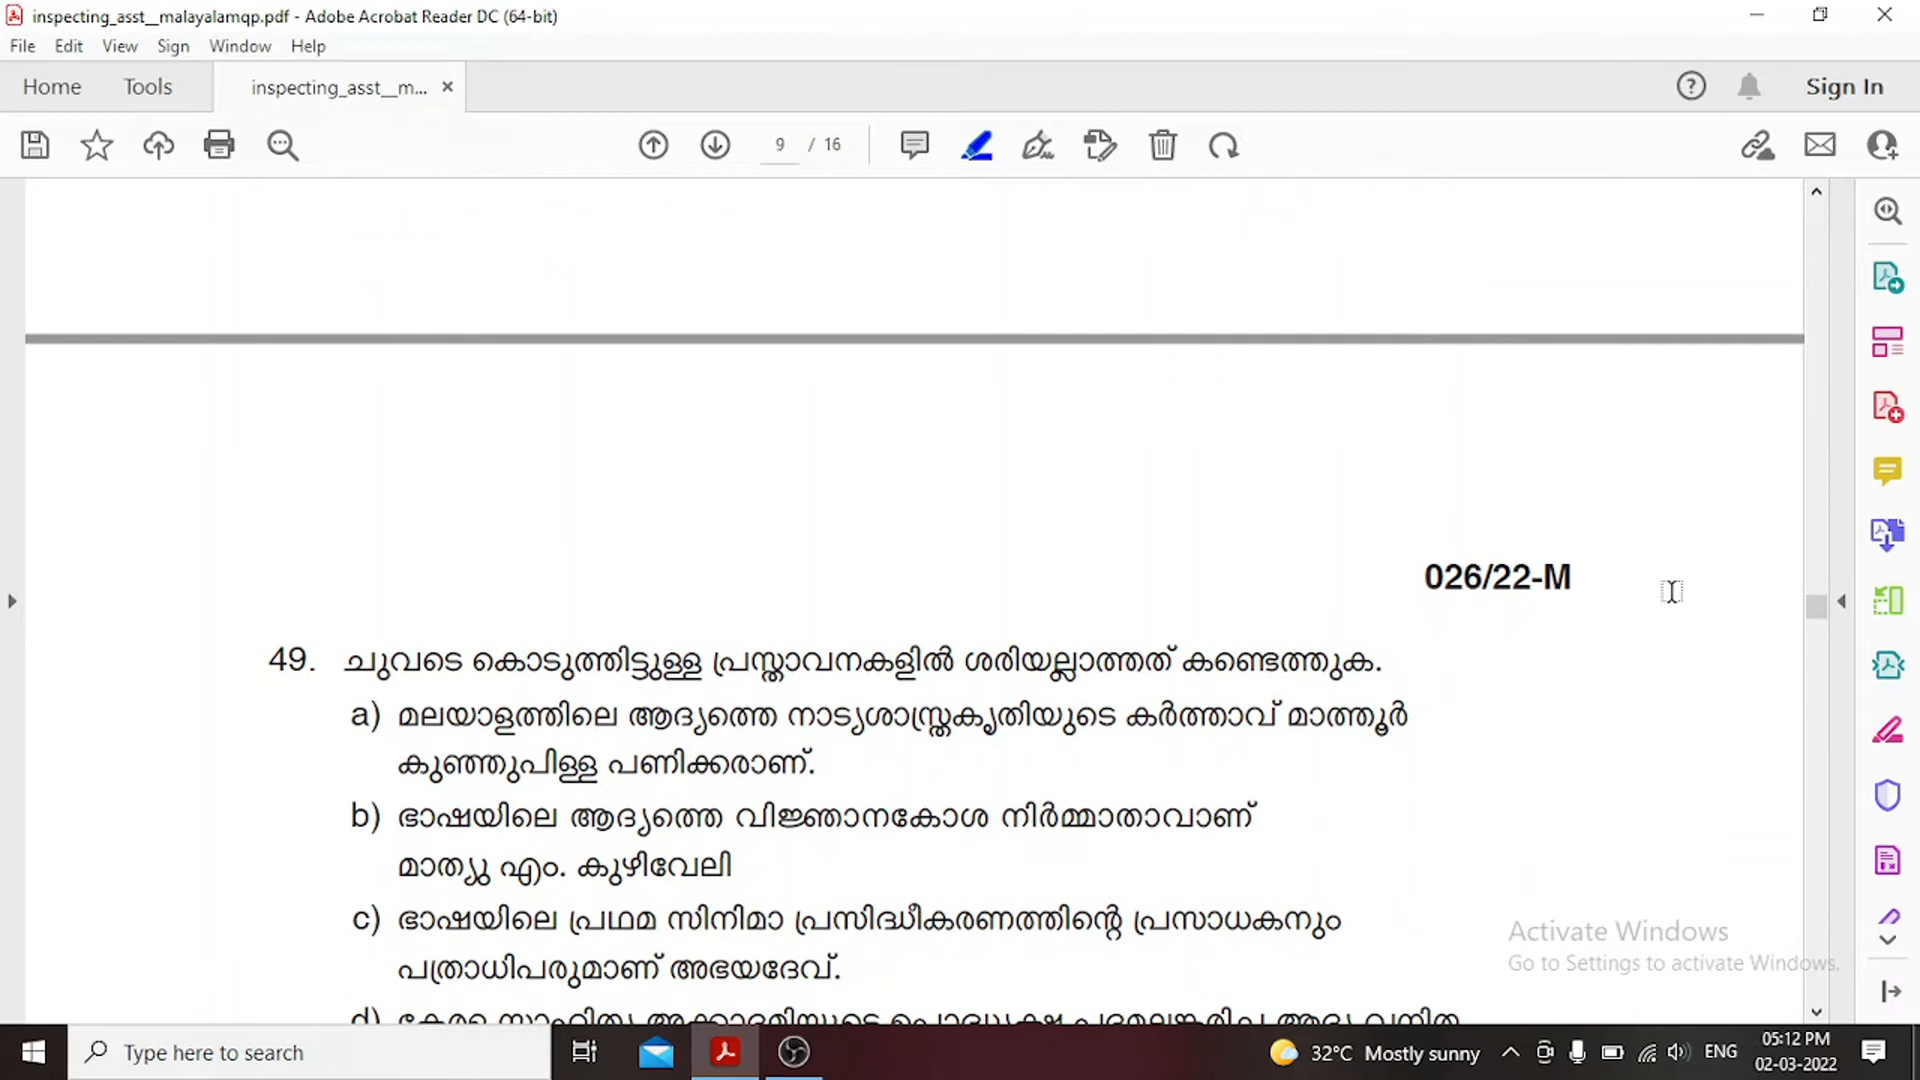 inspecting_asst__malayalamqp.pdf - Adobe Acrobat Reader DC (64-bit)
File Edit View Sign Window Help
Home Tools inspecting_asst__m... × Sign In
9 / 16
026/22-M
49. ചുവടെ കൊടുത്തിട്ടുള്ള പ്രസ്താവനകളിൽ ശരിയല്ലാത്തത് കണ്ടെത്തുക.
a) മലയാളത്തിലെ ആദ്യത്തെ നാട്യശാസ്ത്രകൃതിയുടെ കർത്താവ് മാത്തൂർ
കുഞ്ഞുപിള്ള പണിക്കരാണ്.
b) ഭാഷയിലെ ആദ്യത്തെ വിജ്ഞാനകോശ നിർമ്മാതാവാണ്
മാത്യു എം. കുഴിവേലി
c) ഭാഷയിലെ പ്രഥമ സിനിമാ പ്രസിദ്ധീകരണത്തിന്റെ പ്രസാധകനും
പത്രാധിപരുമാണ് അഭയദേവ്.
d) കേരള സാഹിത്യ അക്കാദമിയുടെ
Activate Windows
Go to Settings to activate Windows.
Type here to search
32°C Mostly sunny
ENG
05:12 PM
02-03-2022